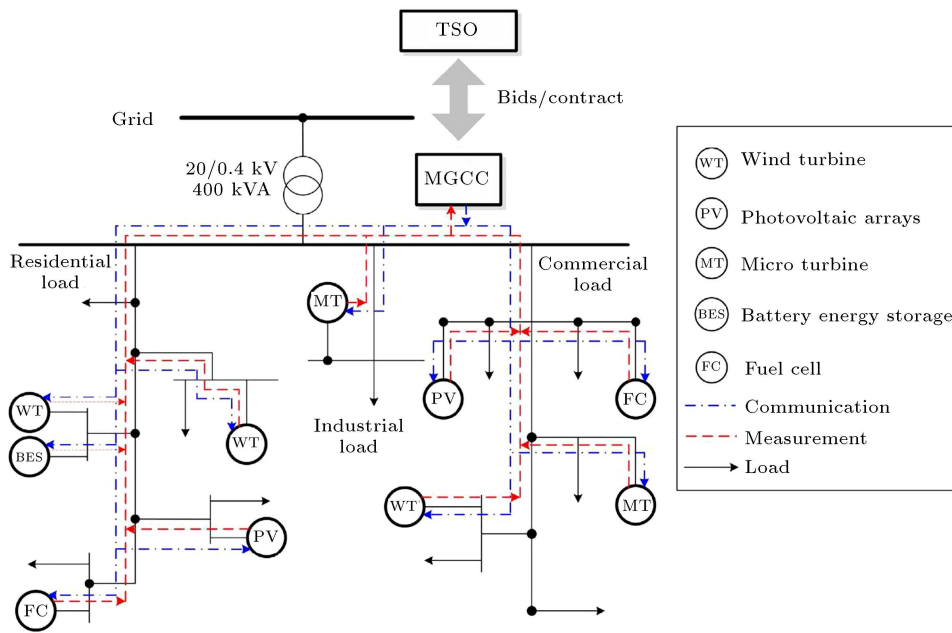 TSO
Bids/contract
Grid
20/0.4 kV
400 kVA
MGCC
Residential
load
Commercial
load
MT
Industrial
load
WT
BES
WT
PV
FC
PV
FC
WT
MT
WT Wind turbine
PV Photovoltaic arrays
MT Micro turbine
BES Battery energy storage
FC Fuel cell
Communication
Measurement
Load